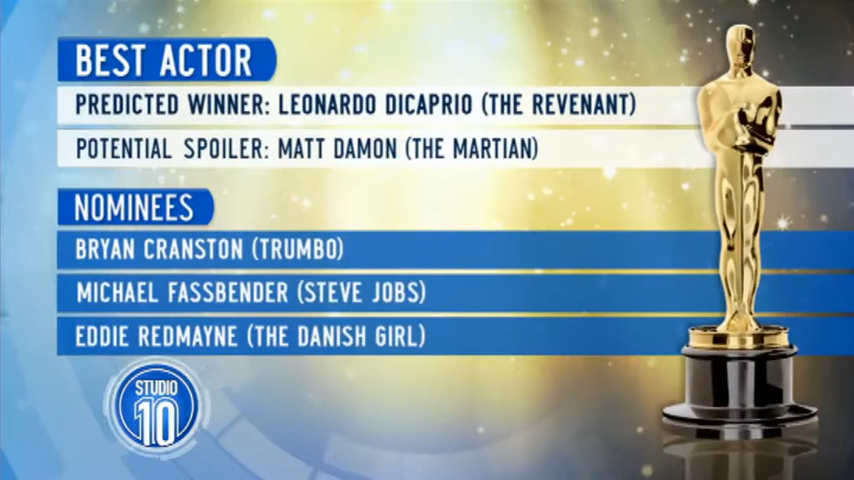 BEST ACTOR
PREDICTED WINNER: LEONARDO DICAPRIO (THE REVENANT)
POTENTIAL SPOILER: MATT DAMON (THE MARTIAN)
NOMINEES
BRYAN CRANSTON (TRUMBO)
MICHAEL FASSBENDER (STEVE JOBS)
EDDIE REDMAYNE (THE DANISH GIRL)
STUDIO
10